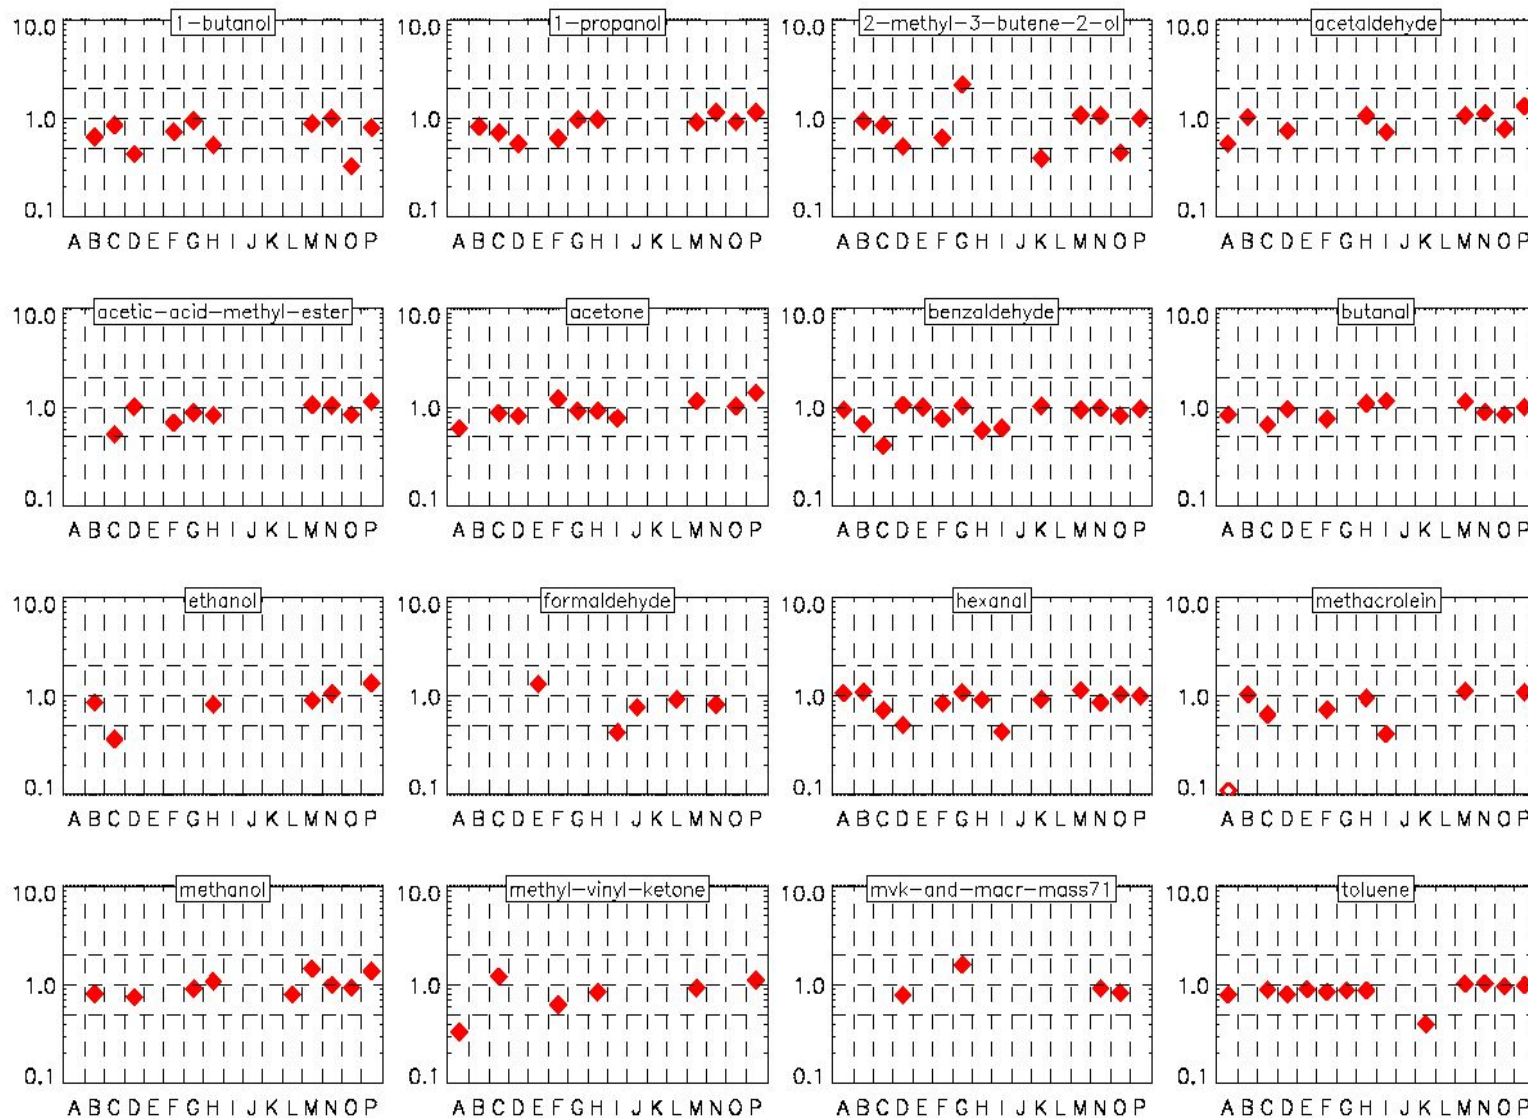 1-butanol 1-propanol 2-methyl-3-butene-2-ol acetaldehyde
10.0 10.0 10.0 10.0
1.0 1.0 1.0 1.0
0.1 0.1 0.1 0.1
A B C D E F G H I J K L M N O P A B C D E F G H I J K L M N O P A B C D E F G H I J K L M N O P A B C D E F G H I J K L M N O P
acetic-acid-methyl-ester acetone benzaldehyde butanal
10.0 10.0 10.0 10.0
1.0 1.0 1.0 1.0
0.1 0.1 0.1 0.1
A B C D E F G H I J K L M N O P A B C D E F G H I J K L M N O P A B C D E F G H I J K L M N O P A B C D E F G H I J K L M N O P
ethanol formaldehyde hexanal methacrolein
10.0 10.0 10.0 10.0
1.0 1.0 1.0 1.0
0.1 0.1 0.1 0.1
A B C D E F G H I J K L M N O P A B C D E F G H I J K L M N O P A B C D E F G H I J K L M N O P A B C D E F G H I J K L M N O P
methanol methyl-vinyl-ketone mvk-and-macr-mass71 toluene
10.0 10.0 10.0 10.0
1.0 1.0 1.0 1.0
0.1 0.1 0.1 0.1
A B C D E F G H I J K L M N O P A B C D E F G H I J K L M N O P A B C D E F G H I J K L M N O P A B C D E F G H I J K L M N O P